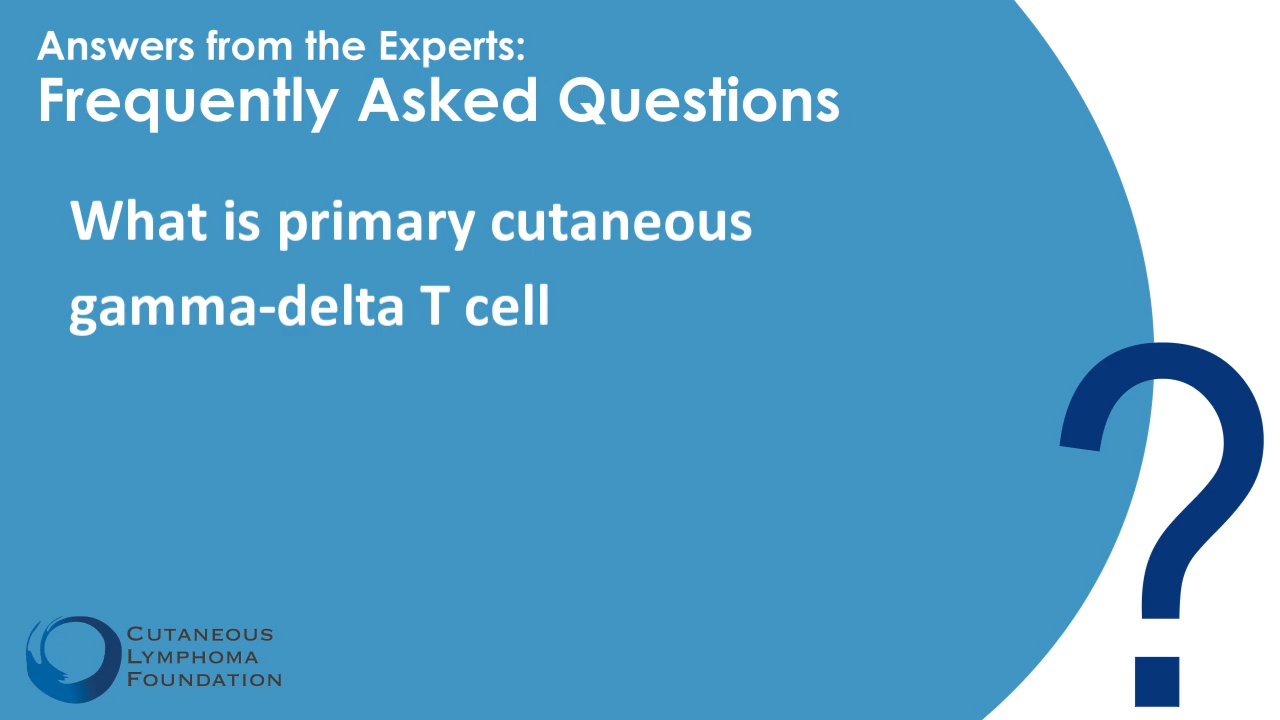 Answers from the Experts:
Frequently Asked Questions
What is primary cutaneous
gamma-delta T cell
?
CUTANEOUS
LYMPHOMA
FOUNDATION